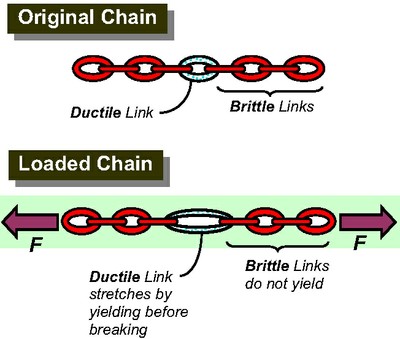 Original Chain
Ductile Link
Brittle Links
Loaded Chain
F
F
Ductile Link
stretches by
yielding before
breaking
Brittle Links
do not yield